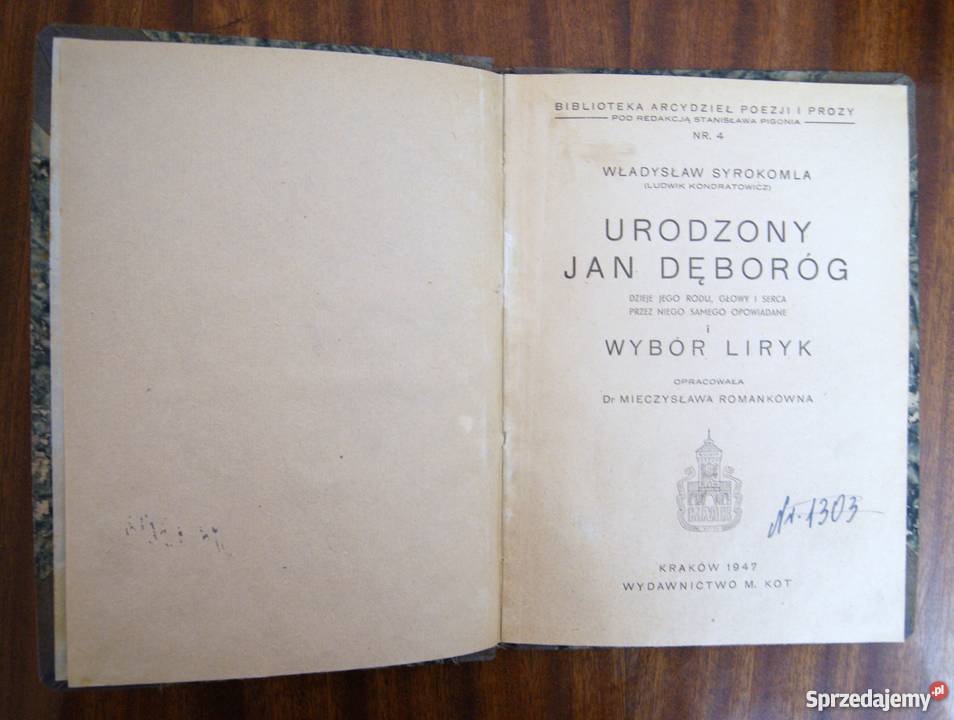 BIBLIOTEKA ARCYDZIEŁ POEZJI I PROZY
POD REDAKCJĄ STANISŁAWA PIGONIA
NR. 4
WŁADYSŁAW SYROKOMLA
(LUDWIK KONDRATOWICZ)
URODZONY
JAN DĘBORÓG
DZIEJE JEGO RODU, GŁOWY I SERCA
PRZEZ NIEGO SAMEGO OPOWIADANE
i
WYBÓR LIRYK
OPRACOWAŁA
Dr MIECZYSŁAWA ROMANKÓWNA
Nr. 1303
KRAKÓW 1947
WYDAWNICTWO M. KOT
Sprzedajemy.pl